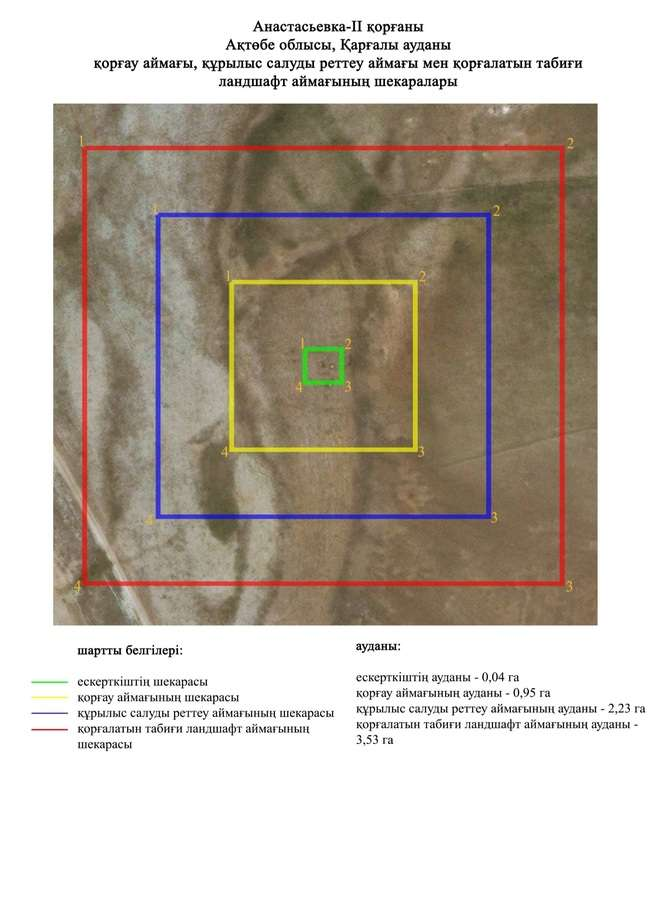 Анастасьевка-II қорғаны
Ақтөбе облысы, Қарғалы ауданы
қорғау аймағы, құрылыс салуды реттеу аймағы мен қорғалатын табиғи
ландшафт аймағының шекаралары
1
2
1
2
1
2
1
2
4
3
4
3
4
3
4
3
шартты белгілері:
ескерткіштің шекарасы
қорғау аймағының шекарасы
құрылыс салуды реттеу аймағының шекарасы
қорғалатын табиғи ландшафт аймағының
шекарасы
ауданы:
ескерткіштің ауданы - 0,04 га
қорғау аймағының ауданы - 0,95 га
құрылыс салуды реттеу аймағының ауданы - 2,23 га
қорғалатын табиғи ландшафт аймағының ауданы -
3,53 га